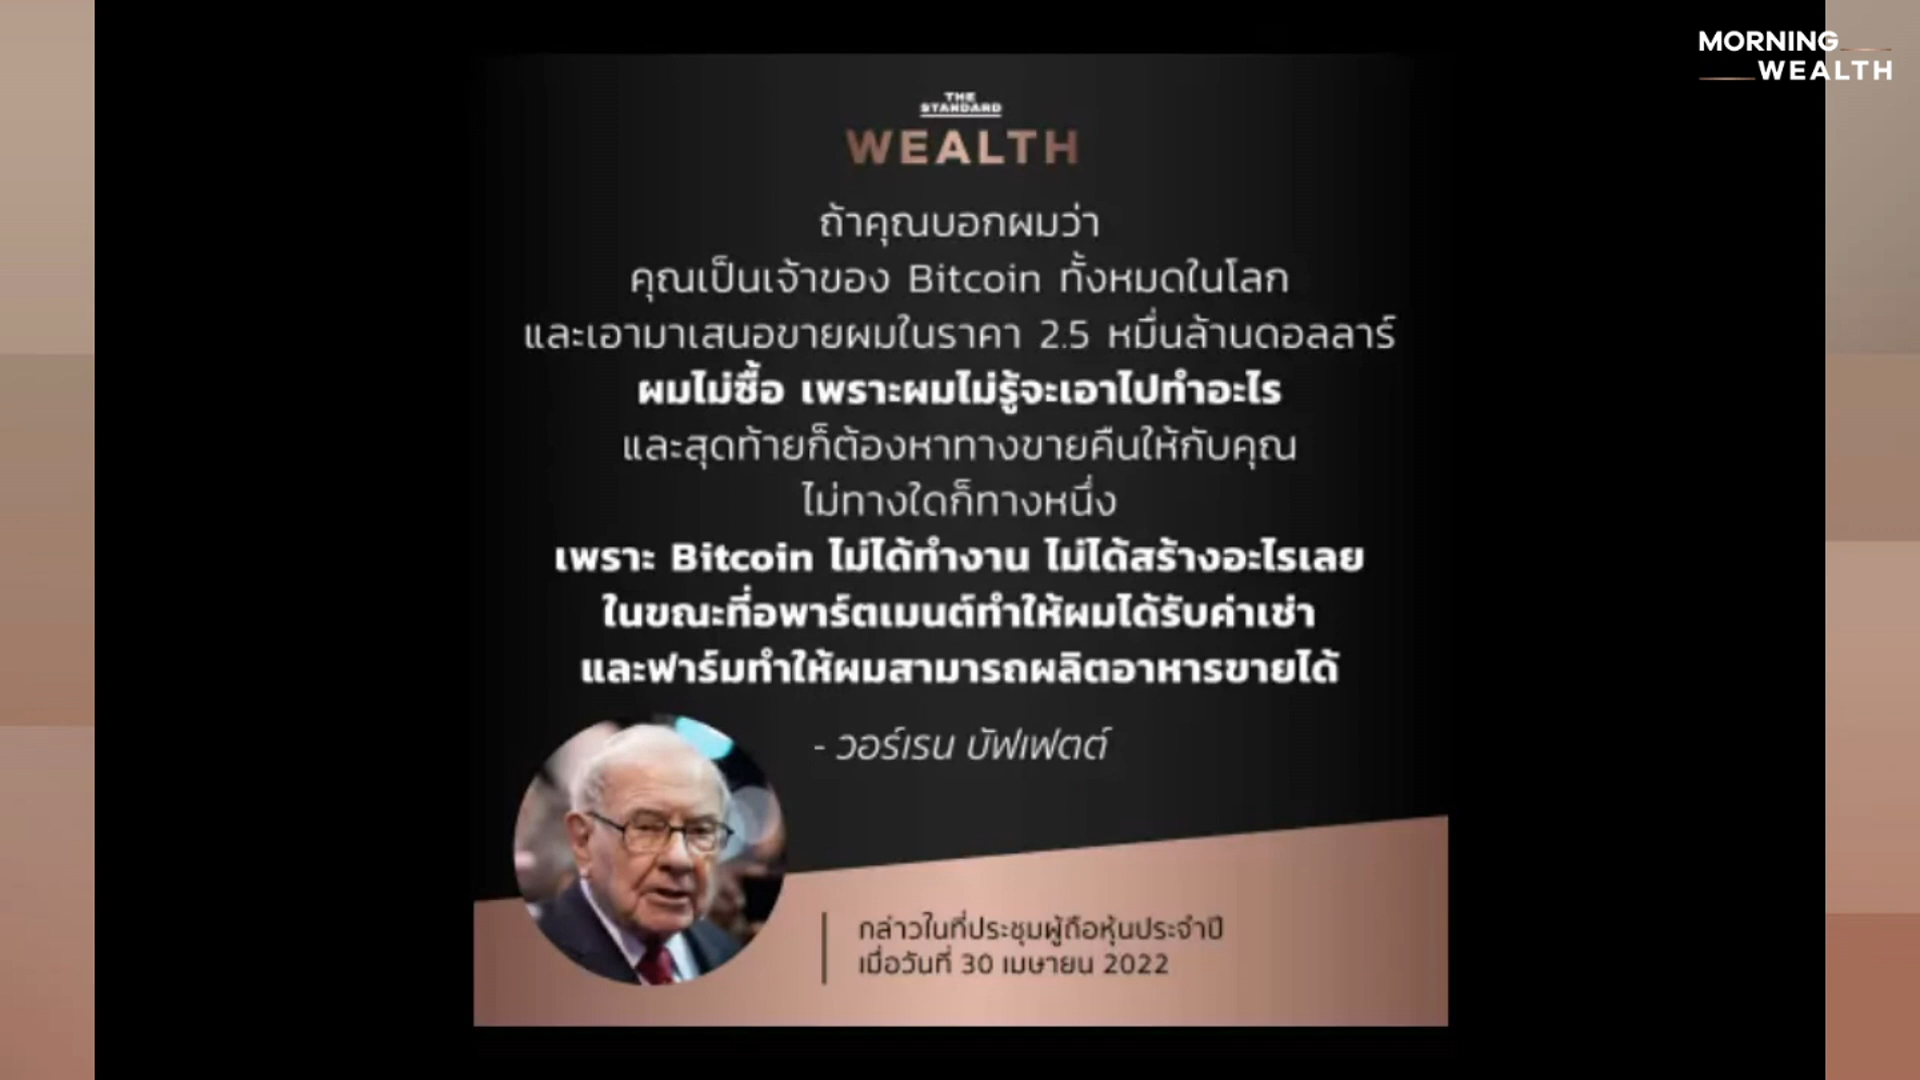 MORNING
WEALTH
THE
STANDARD
WEALTH
ถ้าคุณบอกผมว่า
คุณเป็นเจ้าของ Bitcoin ทั้งหมดในโลก
และเอามาเสนอขายผมในราคา 2.5 หมื่นล้านดอลลาร์
ผมไม่ซื้อ เพราะผมไม่รู้จะเอาไปทำอะไร
และสุดท้ายก็ต้องหาทางขายคืนให้กับคุณ
ไม่ทางใดก็ทางหนึ่ง
เพราะ Bitcoin ไม่ได้ทำงาน ไม่ได้สร้างอะไรเลย
ในขณะที่อพาร์ตเมนต์ทำให้ผมได้รับค่าเช่า
และฟาร์มทำให้ผมสามารถผลิตอาหารขายได้
- วอร์เรน บัฟเฟตต์
กล่าวในที่ประชุมผู้ถือหุ้นประจำปี
เมื่อวันที่ 30 เมษายน 2022